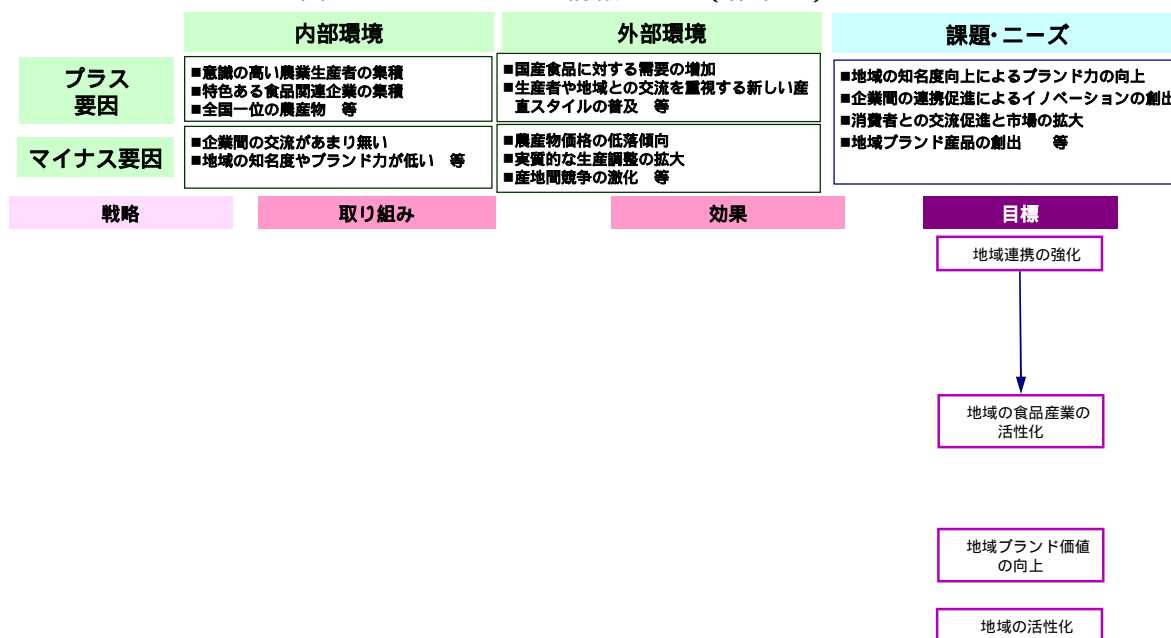 内部環境
外部環境
課題・ニーズ
プラス
要因
■意識の高い農業生産者の集積
■特色ある食品関連企業の集積
■全国一位の農産物　等
■国産食品に対する需要の増加
■生産者や地域との交流を重視する新しい産
直スタイルの普及　等
■地域の知名度向上によるブランド力の向上
■企業間の連携促進によるイノベーションの創出
■消費者との交流促進と市場の拡大
■地域ブランド産品の創出　　等
マイナス要因
■企業間の交流があまり無い
■地域の知名度やブランド力が低い　等
■農産物価格の低落傾向
■実質的な生産調整の拡大
■産地間競争の激化　等
戦略
取り組み
効果
目標
地域連携の強化
地域の食品産業の
活性化
地域ブランド価値
の向上
地域の活性化